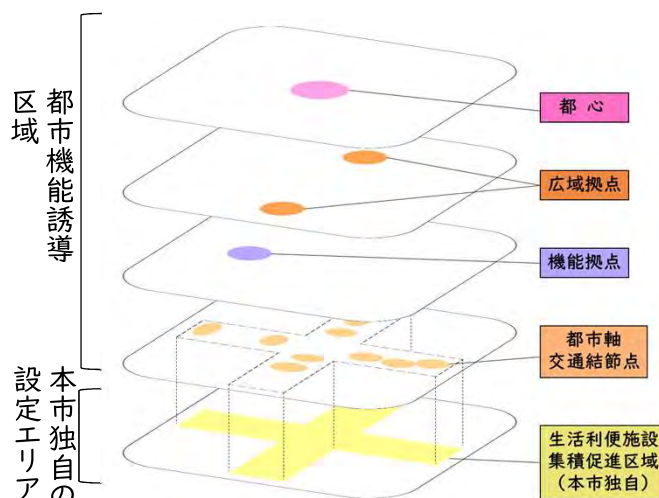 都市機能誘導
区域
本市独自の
設定エリア
都心
広域拠点
機能拠点
都市軸
交通結節点
生活利便施設
集積促進区域
（本市独自）